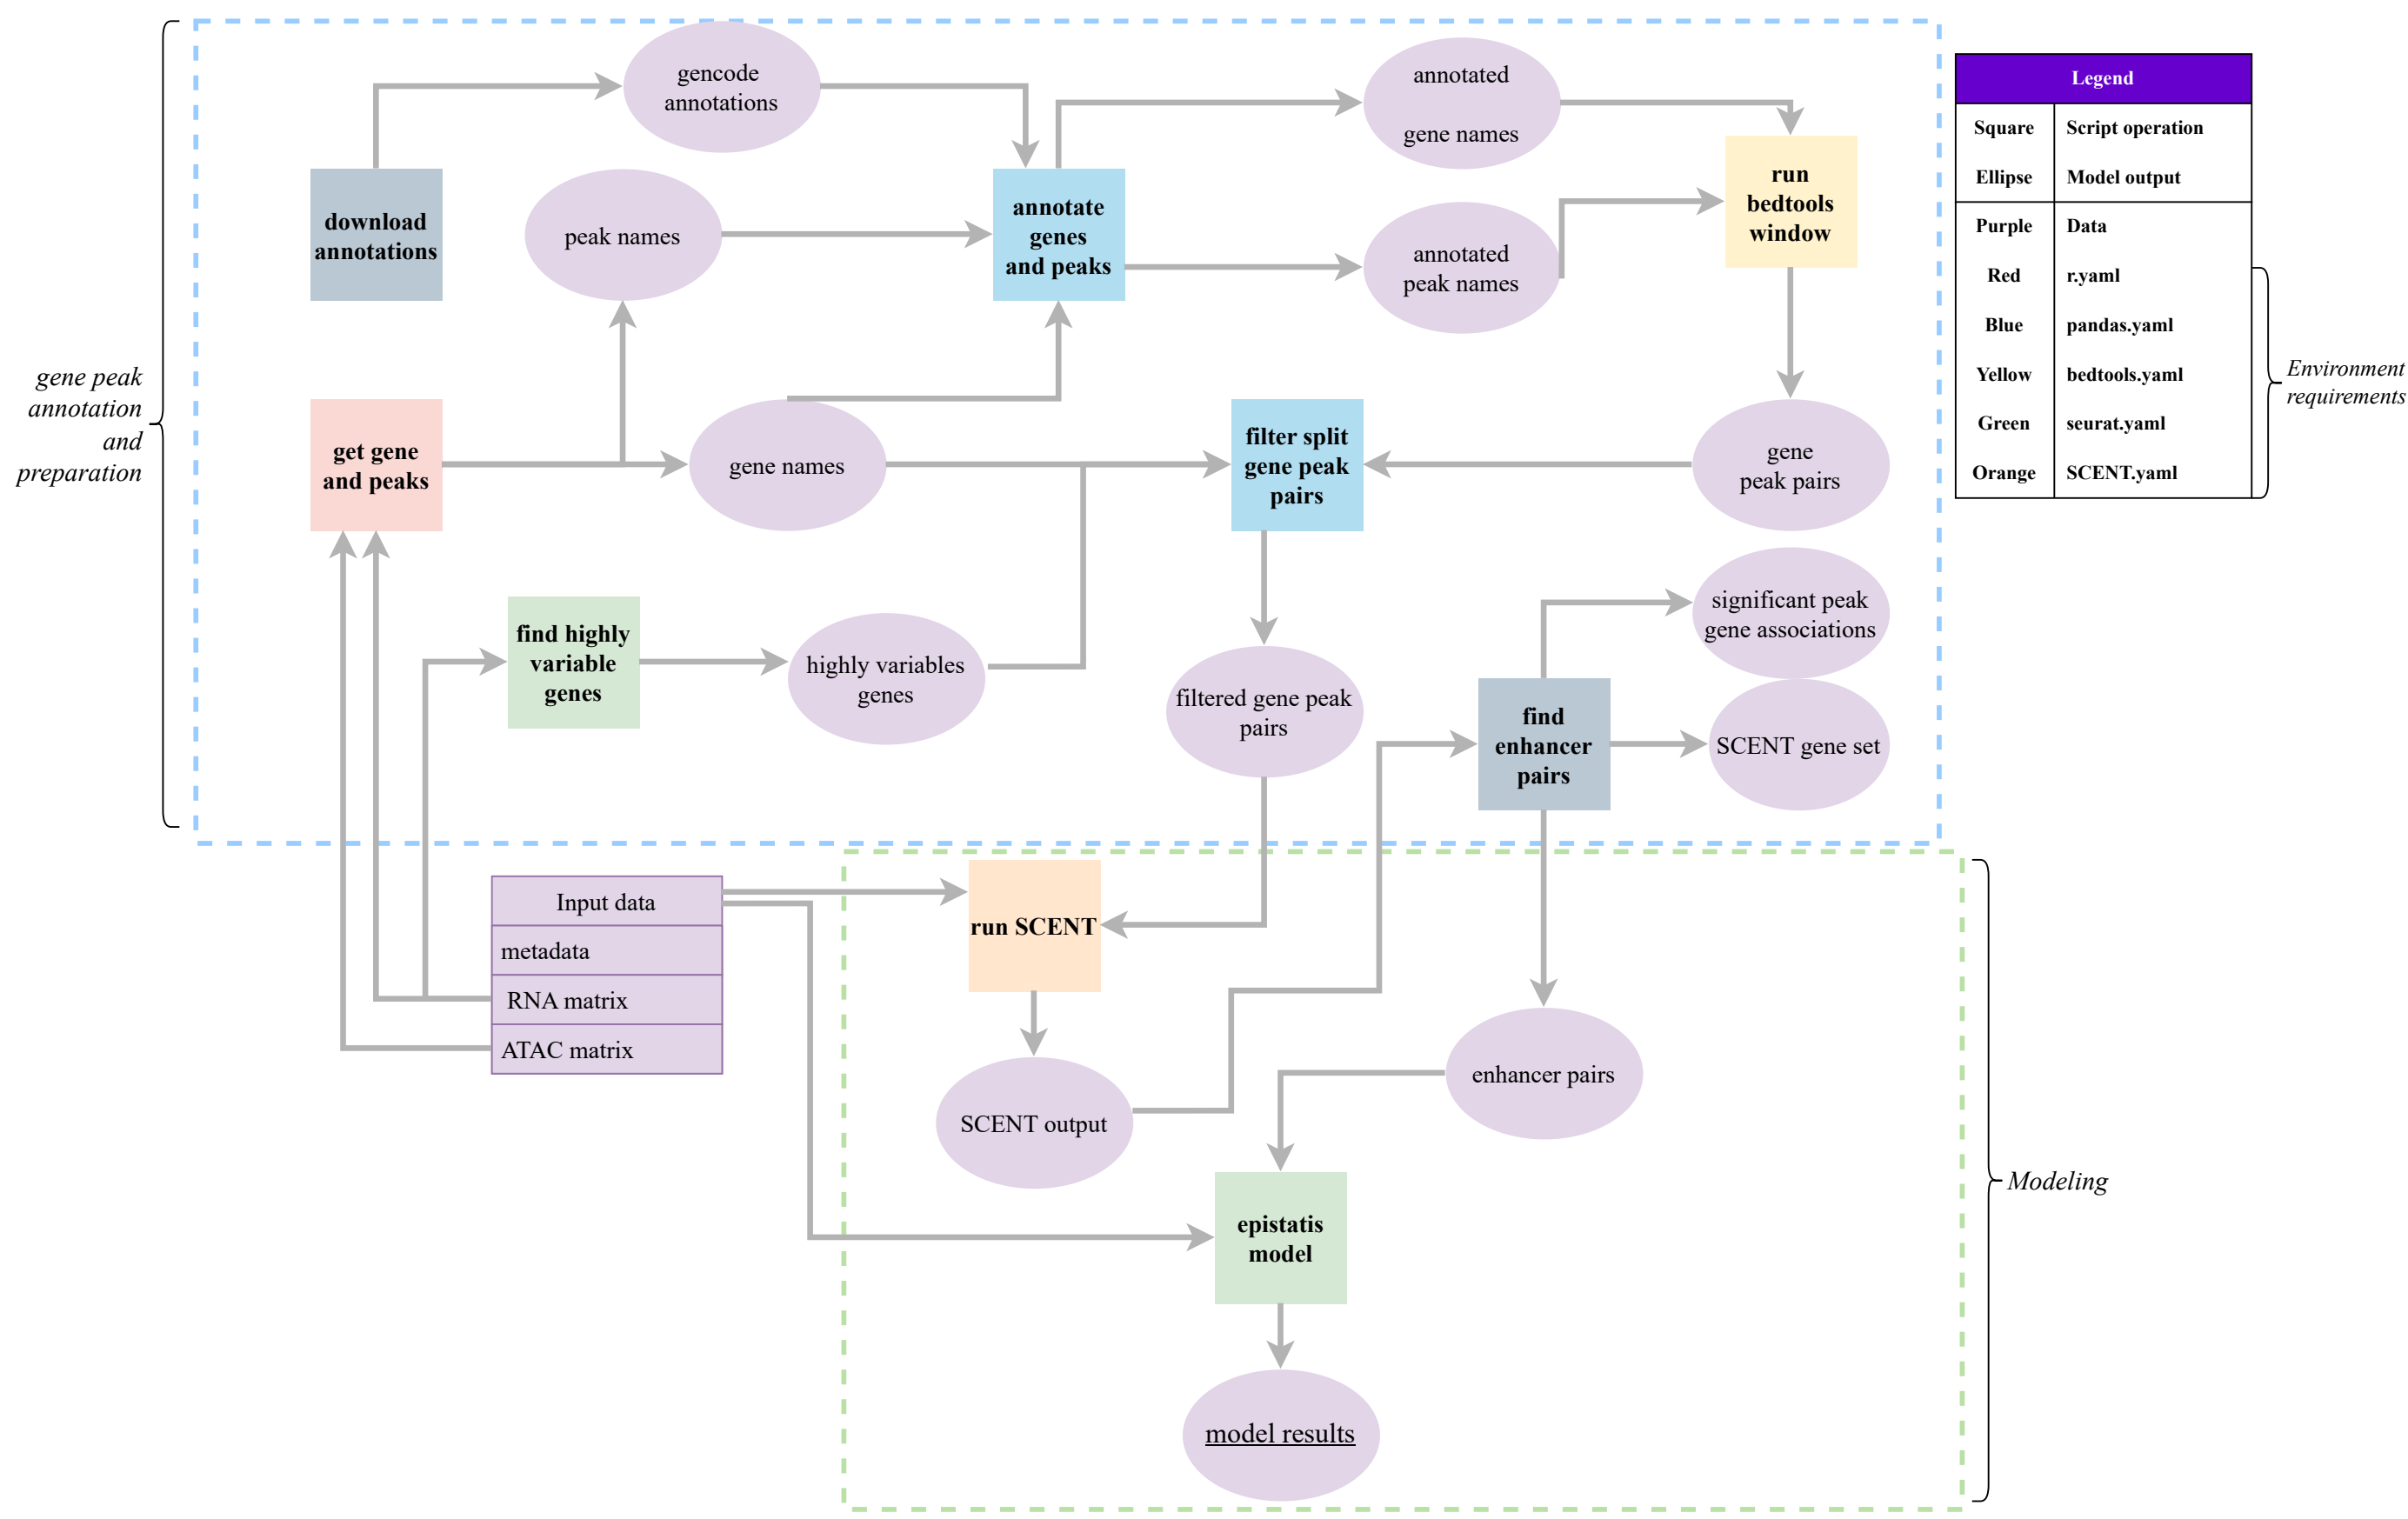 gencode
annotations
annotated
gene names
download
annotations
peak names
annotate
genes
and peaks
annotated
peak names
run
bedtools
window
Legend
Square Script operation
Ellipse Model output
Purple Data
Red r.yaml
Blue pandas.yaml
Yellow bedtools.yaml
Green seurat.yaml
Orange SCENT.yaml
Environment
requirements
gene peak
annotation
and
preparation
get gene
and peaks
gene names
filter split
gene peak
pairs
gene
peak pairs
find highly
variable
genes
highly variables
genes
filtered gene peak
pairs
significant peak
gene associations
find
enhancer
pairs
SCENT gene set
Input data
metadata
RNA matrix
ATAC matrix
run SCENT
SCENT output
enhancer pairs
epistatis
model
model results
Modeling